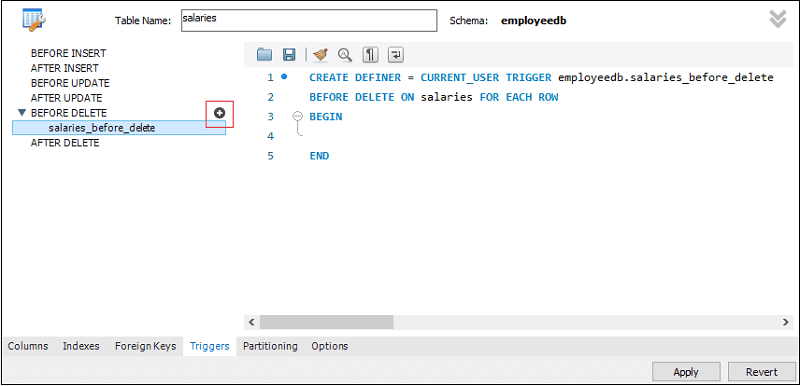 Table Name: salaries Schema: employeedb
BEFORE INSERT
AFTER INSERT
BEFORE UPDATE
AFTER UPDATE
BEFORE DELETE
salaries_before_delete
AFTER DELETE
1 CREATE DEFINER = CURRENT_USER TRIGGER employeedb.salaries_before_delete
2 BEFORE DELETE ON salaries FOR EACH ROW
3 BEGIN
4
5 END
Columns Indexes Foreign Keys Triggers Partitioning Options
Apply Revert